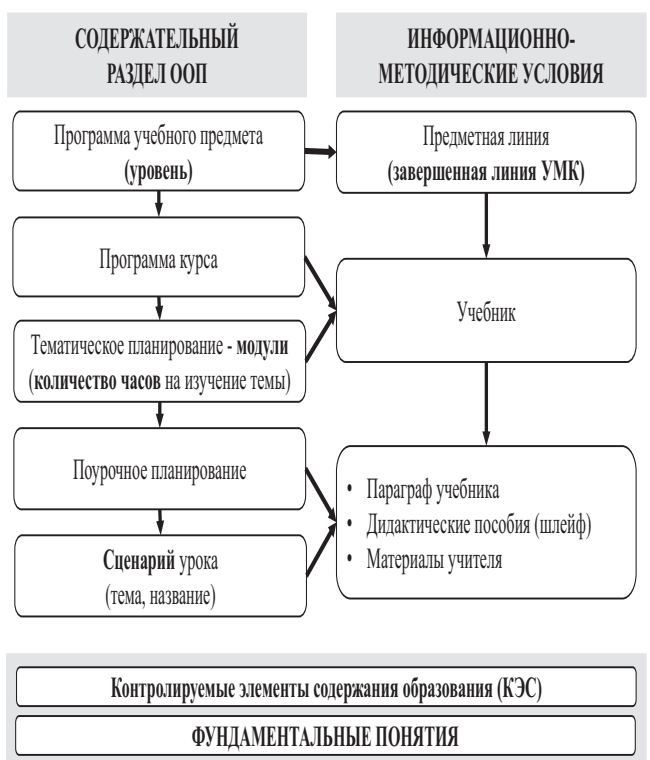 СОДЕРЖАТЕЛЬНЫЙ
РАЗДЕЛ ООП
ИНФОРМАЦИОННО-
МЕТОДИЧЕСКИЕ УСЛОВИЯ
Программа учебного предмета
(уровень)
Предметная линия
(завершенная линия УМК)
Программа курса
Учебник
Тематическое планирование - модули
(количество часов на изучение темы)
Поурочное планирование
• Параграф учебника
• Дидактические пособия (шлейф)
• Материалы учителя
Сценарий урока
(тема, название)
Контролируемые элементы содержания образования (КЭС)
ФУНДАМЕНТАЛЬНЫЕ ПОНЯТИЯ